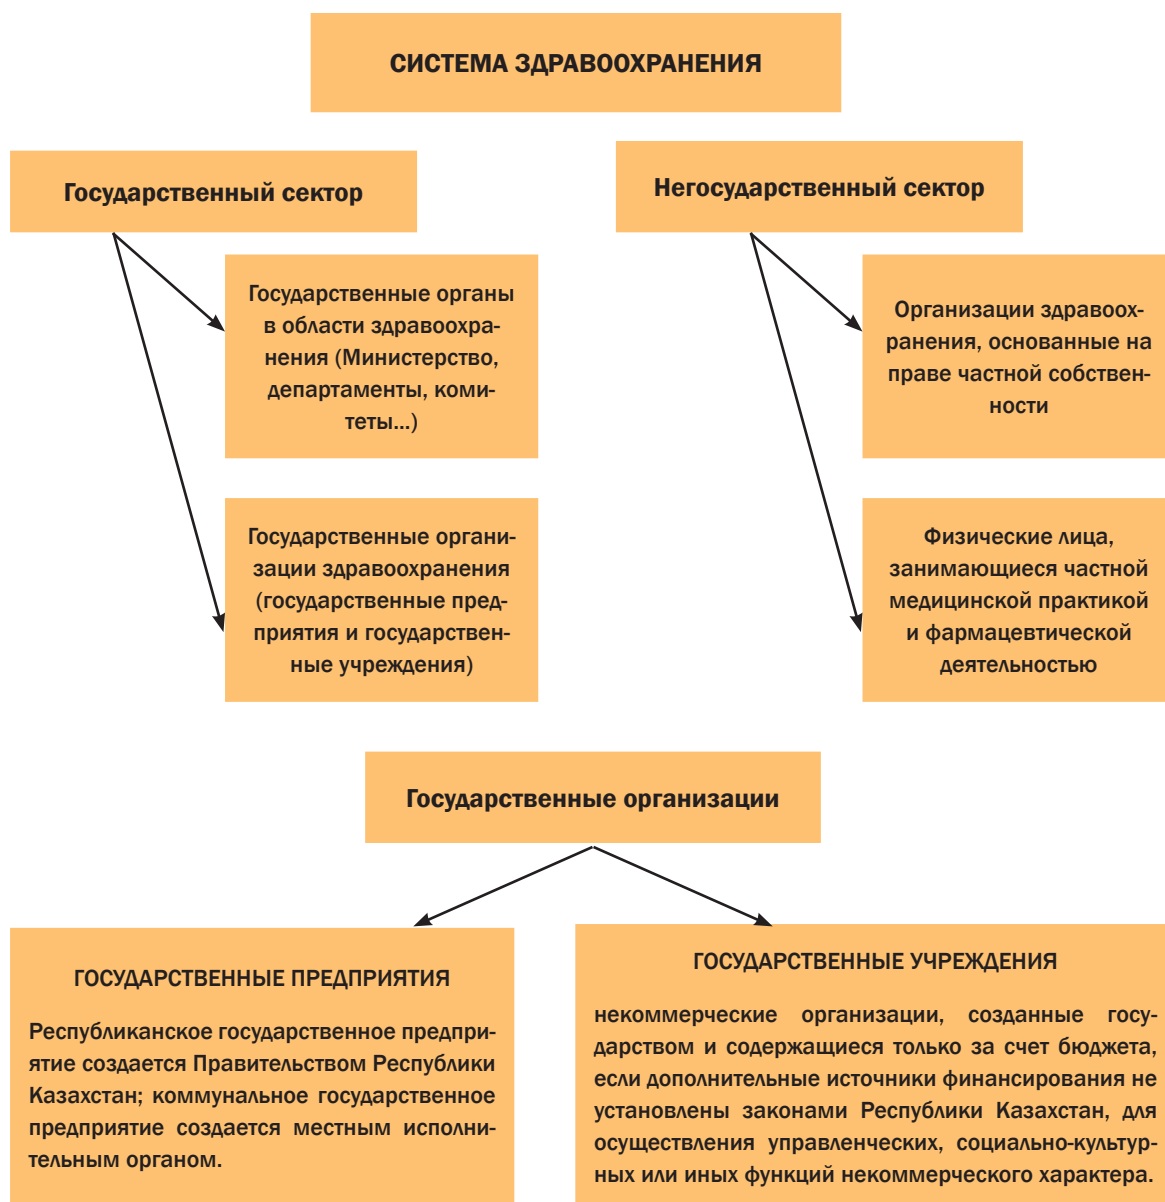 СИСТЕМА ЗДРАВООХРАНЕНИЯ
Государственный сектор
Негосударственный сектор
Государственные органы
в области здравоохра-
нения (Министерство,
департаменты, коми-
теты...)
Организации здравоох-
ранения, основанные на
праве частной собствен-
ности
Государственные органи-
зации здравоохранения
(государственные пред-
приятия и государствен-
ные учреждения)
Физические лица,
занимающиеся частной
медицинской практикой
и фармацевтической
деятельностью
Государственные организации
ГОСУДАРСТВЕННЫЕ ПРЕДПРИЯТИЯ
Республиканское государственное предпри-
ятие создается Правительством Республики
Казахстан; коммунальное государственное
предприятие создается местным исполни-
тельным органом.
ГОСУДАРСТВЕННЫЕ УЧРЕЖДЕНИЯ
некоммерческие организации, созданные госу-
дарством и содержащиеся только за счет бюджета,
если дополнительные источники финансирования не
установлены законами Республики Казахстан, для
осуществления управленческих, социально-культур-
ных или иных функций некоммерческого характера.